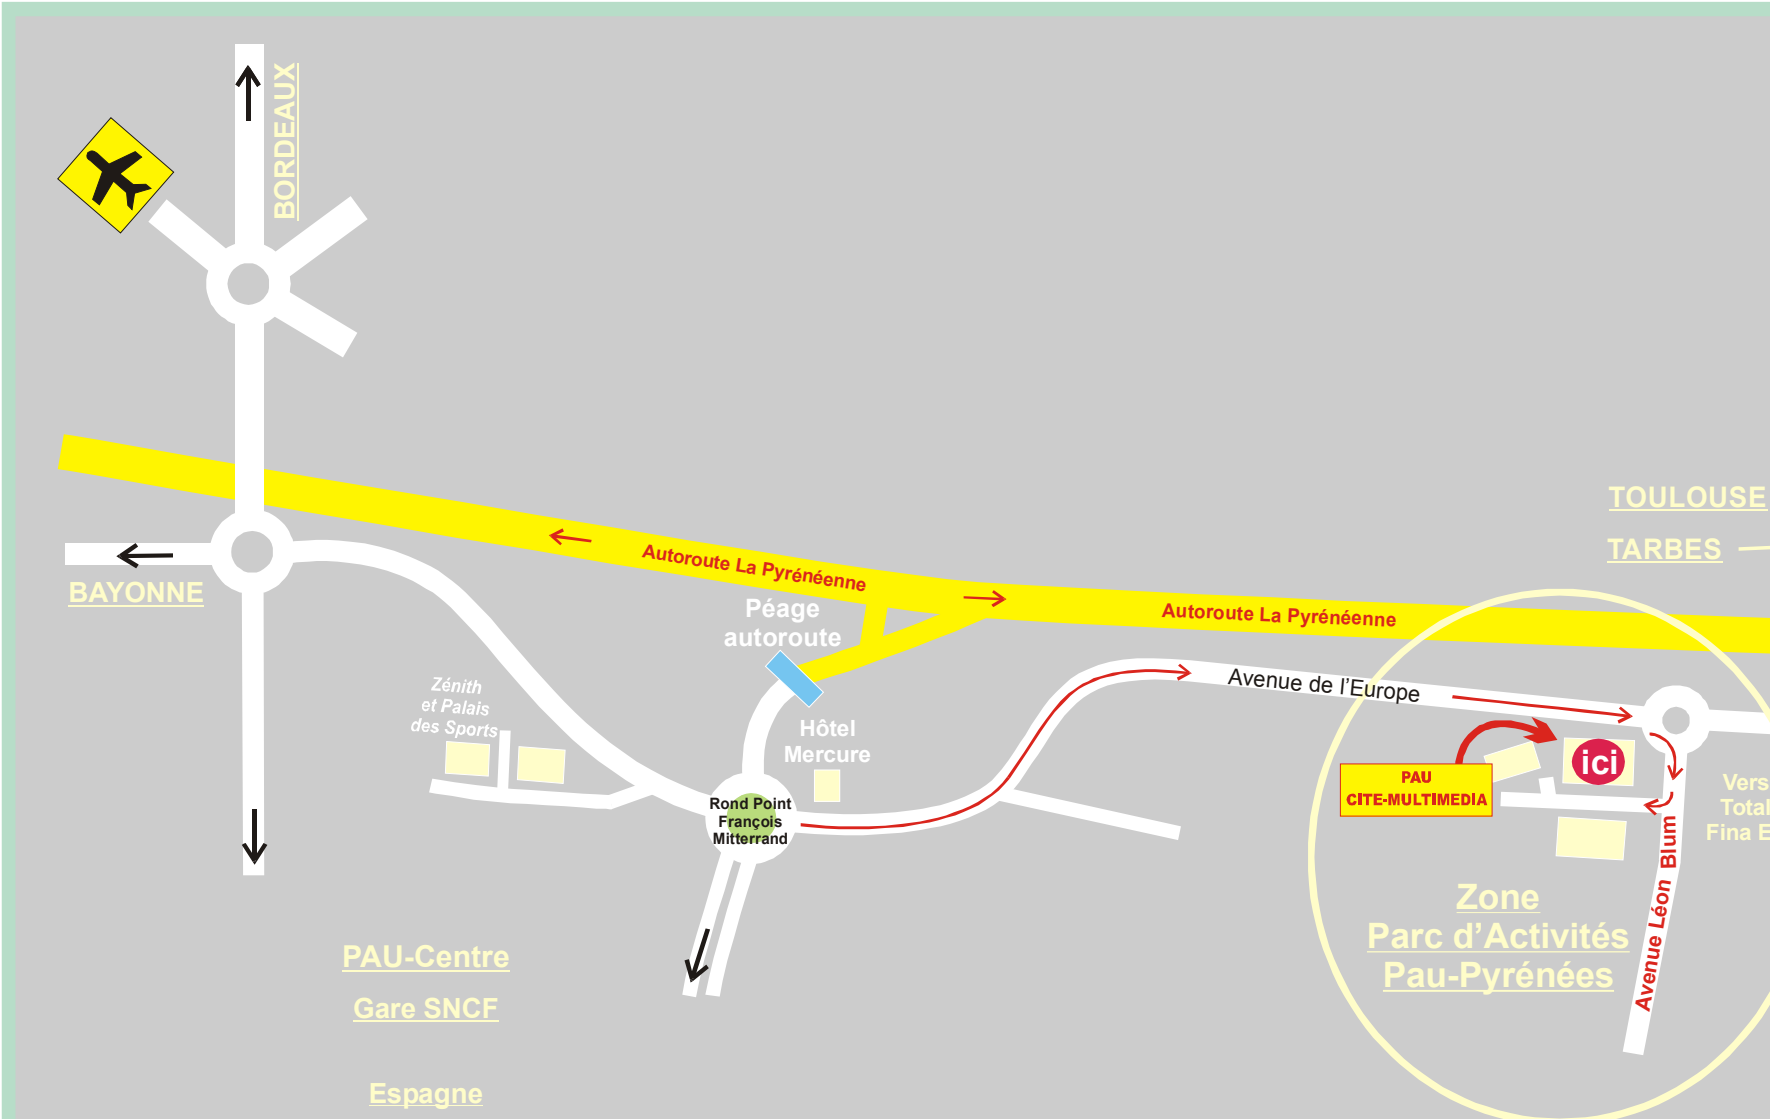 BORDEAUX
TOULOUSE
TARBES
Autoroute La Pyrénéenne
BAYONNE
Péage
autoroute
Autoroute La Pyrénéenne
Zénith
et Palais
des Sports
Avenue de l’Europe
Hôtel
Mercure
ici
PAU
CITE-MULTIMEDIA
Vers
Total
Fina E
Rond Point
François
Mitterrand
Avenue Léon Blum
Zone
Parc d’Activités
Pau-Pyrénées
PAU-Centre
Gare SNCF
Espagne